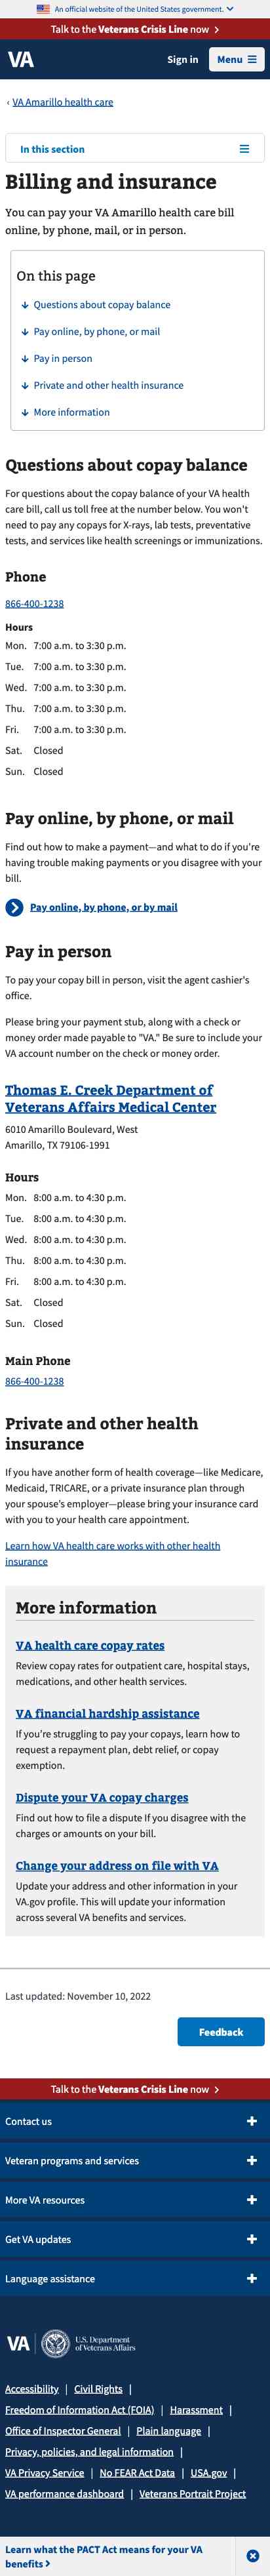 An official website of the United States government.
Talk to the Veterans Crisis Line now
VA
Sign in
Menu
VA Amarillo health care
In this section
Billing and insurance
You can pay your VA Amarillo health care bill
online, by phone, mail, or in person.
On this page
Questions about copay balance
Pay online, by phone, or mail
Pay in person
Private and other health insurance
More information
Questions about copay balance
For questions about the copay balance of your VA health
care bill, call us toll free at the number below. You won't
need to pay any copays for X-rays, lab tests, preventative
tests, and services like health screenings or immunizations.
Phone
866-400-1238
Hours
Mon. 7:00 a.m. to 3:30 p.m.
Tue. 7:00 a.m. to 3:30 p.m.
Wed. 7:00 a.m. to 3:30 p.m.
Thu. 7:00 a.m. to 3:30 p.m.
Fri. 7:00 a.m. to 3:30 p.m.
Sat. Closed
Sun. Closed
Pay online, by phone, or mail
Find out how to make a payment—and what to do if you're
having trouble making payments or you disagree with your
bill.
Pay online, by phone, or by mail
Pay in person
To pay your copay bill in person, visit the agent cashier's
office.
Please bring your payment stub, along with a check or
money order made payable to "VA." Be sure to include your
VA account number on the check or money order.
Thomas E. Creek Department of
Veterans Affairs Medical Center
6010 Amarillo Boulevard, West
Amarillo, TX 79106-1991
Hours
Mon. 8:00 a.m. to 4:30 p.m.
Tue. 8:00 a.m. to 4:30 p.m.
Wed. 8:00 a.m. to 4:30 p.m.
Thu. 8:00 a.m. to 4:30 p.m.
Fri. 8:00 a.m. to 4:30 p.m.
Sat. Closed
Sun. Closed
Main Phone
866-400-1238
Private and other health
insurance
If you have another form of health coverage—like Medicare,
Medicaid, TRICARE, or a private insurance plan through
your spouse's employer—please bring your insurance card
with you to your health care appointment.
Learn how VA health care works with other health
insurance
More information
VA health care copay rates
Review copay rates for outpatient care, hospital stays,
medications, and other health services.
VA financial hardship assistance
If you're struggling to pay your copays, learn how to
request a repayment plan, debt relief, or copay
exemption.
Dispute your VA copay charges
Find out how to file a dispute If you disagree with the
charges or amounts on your bill.
Change your address on file with VA
Update your address and other information in your
VA.gov profile. This will update your information
across several VA benefits and services.
Last updated: November 10, 2022
Feedback
Talk to the Veterans Crisis Line now
Contact us
Veteran programs and services
More VA resources
Get VA updates
Language assistance
VA U.S. Department
of Veterans Affairs
Accessibility | Civil Rights |
Freedom of Information Act (FOIA) | Harassment |
Office of Inspector General | Plain language |
Privacy, policies, and legal information |
VA Privacy Service | No FEAR Act Data | USA.gov |
VA performance dashboard | Veterans Portrait Project
Learn what the PACT Act means for your VA
benefits